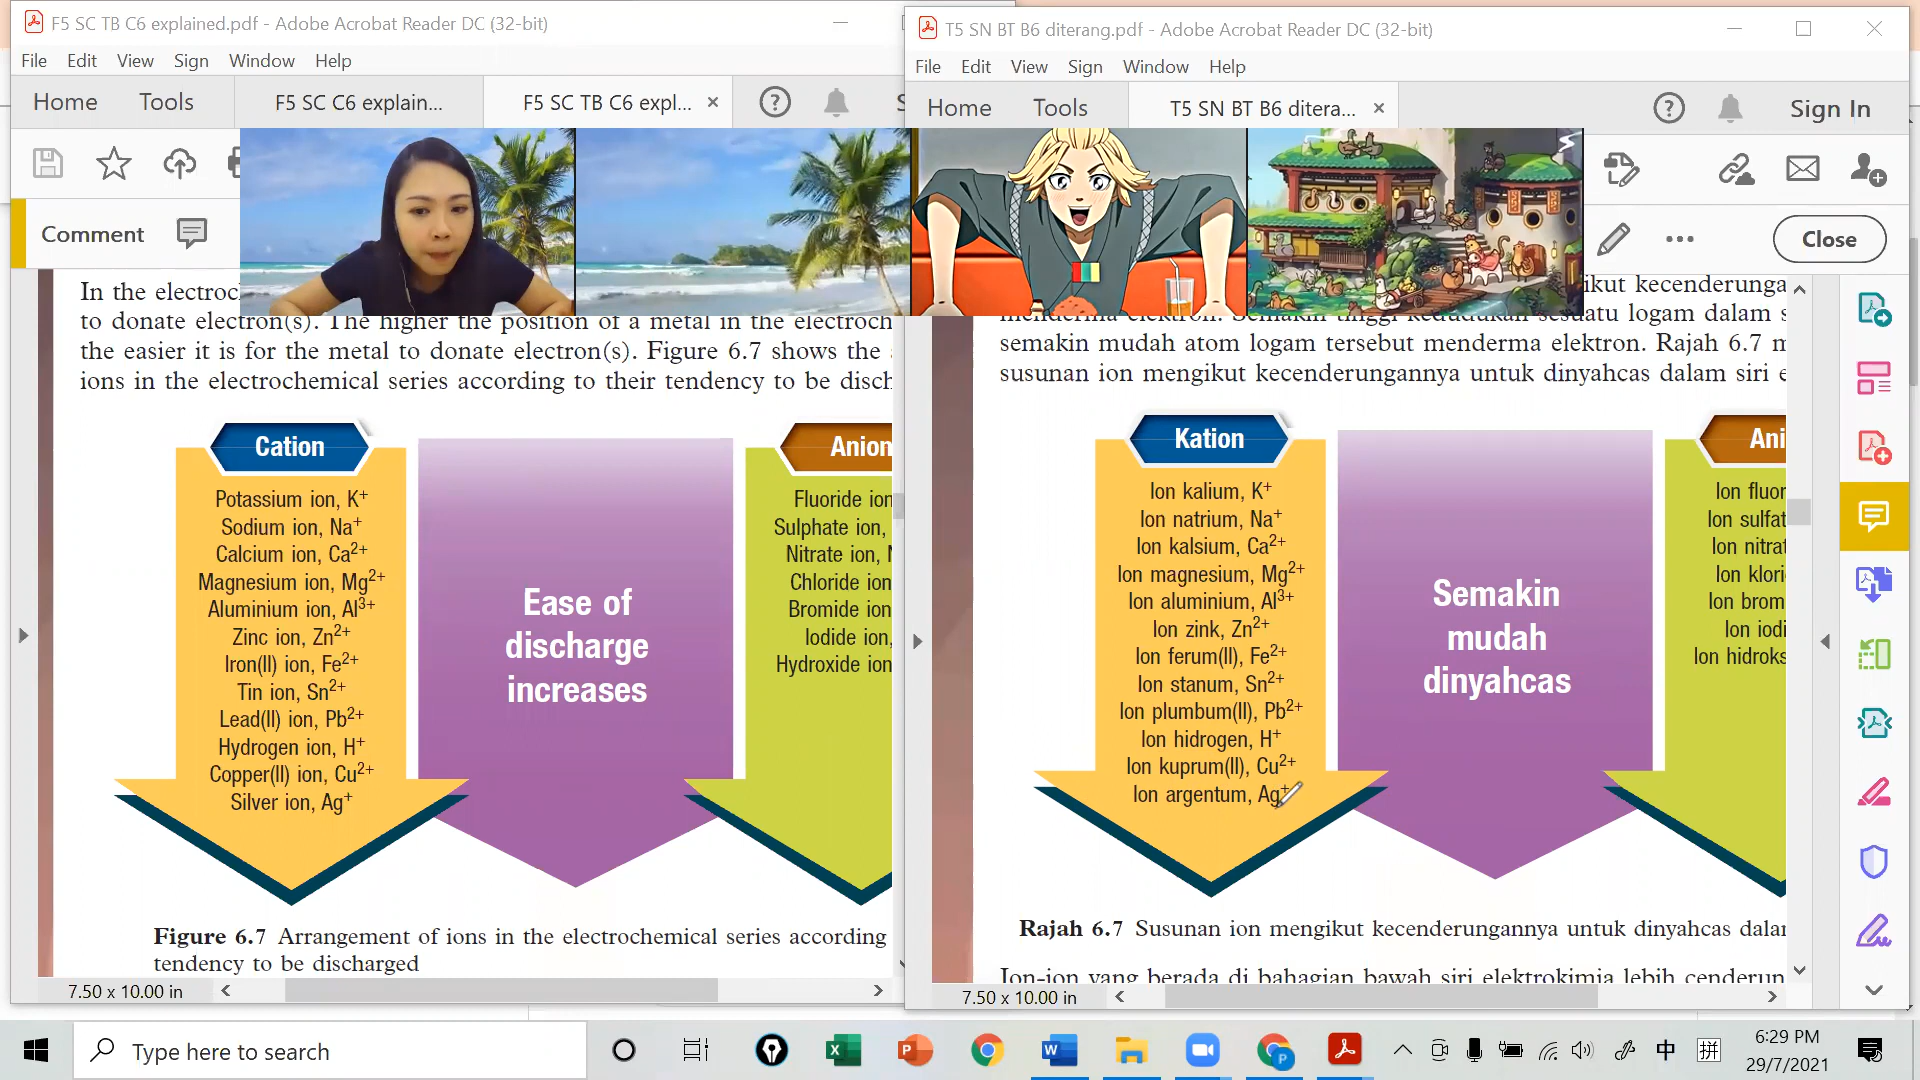 F5 SC TB C6 explained.pdf - Adobe Acrobat Reader DC (32-bit)
File Edit View Sign Window Help
Home Tools F5 SC C6 explain... F5 SC TB C6 expl...
Comment
In the electroc
to donate electron(s). The higher the position of a metal in the electroch
the easier it is for the metal to donate electron(s). Figure 6.7 shows the
ions in the electrochemical series according to their tendency to be disch
Cation
Potassium ion, K⁺
Sodium ion, Na⁺
Calcium ion, Ca²⁺
Magnesium ion, Mg²⁺
Aluminium ion, Al³⁺
Zinc ion, Zn²⁺
Iron(II) ion, Fe²⁺
Tin ion, Sn²⁺
Lead(II) ion, Pb²⁺
Hydrogen ion, H⁺
Copper(II) ion, Cu²⁺
Silver ion, Ag⁺
Ease of
discharge
increases
Anion
Fluoride ion
Sulphate ion,
Nitrate ion,
Chloride ion
Bromide ion
Iodide ion,
Hydroxide ion
Figure 6.7 Arrangement of ions in the electrochemical series according
tendency to be discharged
7.50 x 10.00 in
T5 SN BT B6 diterang.pdf - Adobe Acrobat Reader DC (32-bit)
File Edit View Sign Window Help
Home Tools T5 SN BT B6 ditera... Sign In
Close
ikut kecenderunga
menderma elektron. Semakin tinggi kedudukan sesuatu logam dalam s
semakin mudah atom logam tersebut menderma elektron. Rajah 6.7 m
susunan ion mengikut kecenderungannya untuk dinyahcas dalam siri e
Kation
Ion kalium, K⁺
Ion natrium, Na⁺
Ion kalsium, Ca²⁺
Ion magnesium, Mg²⁺
Ion aluminium, Al³⁺
Ion zink, Zn²⁺
Ion ferum(II), Fe²⁺
Ion stanum, Sn²⁺
Ion plumbum(II), Pb²⁺
Ion hidrogen, H⁺
Ion kuprum(II), Cu²⁺
Ion argentum, Ag⁺
Semakin
mudah
dinyahcas
Ani
Ion fluor
Ion sulfat
Ion nitrat
Ion klori
Ion brom
Ion iodi
Ion hidroks
Rajah 6.7 Susunan ion mengikut kecenderungannya untuk dinyahcas dalar
Ion-ion yang berada di bahagian bawah siri elektrokimia lebih cenderun
7.50 x 10.00 in
Type here to search
中 拼
6:29 PM
29/7/2021